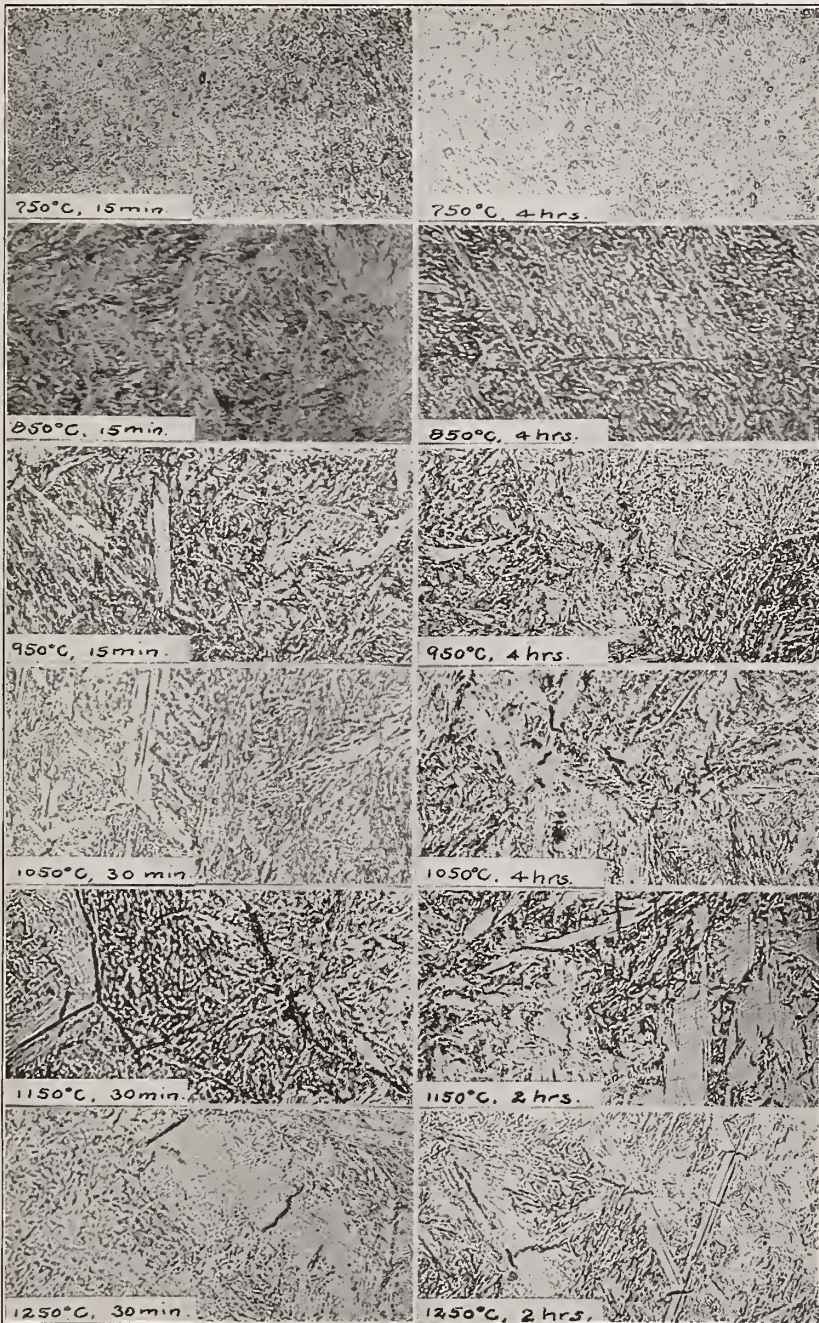 750°C, 15 min.
750°C, 4 hrs.
850°C, 15 min.
850°C, 4 hrs.
950°C, 15 min.
950°C, 4 hrs.
1050°C, 30 min.
1050°C, 4 hrs.
1150°C, 30 min.
1150°C, 2 hrs.
1250°C, 30 min.
1250°C, 2 hrs.